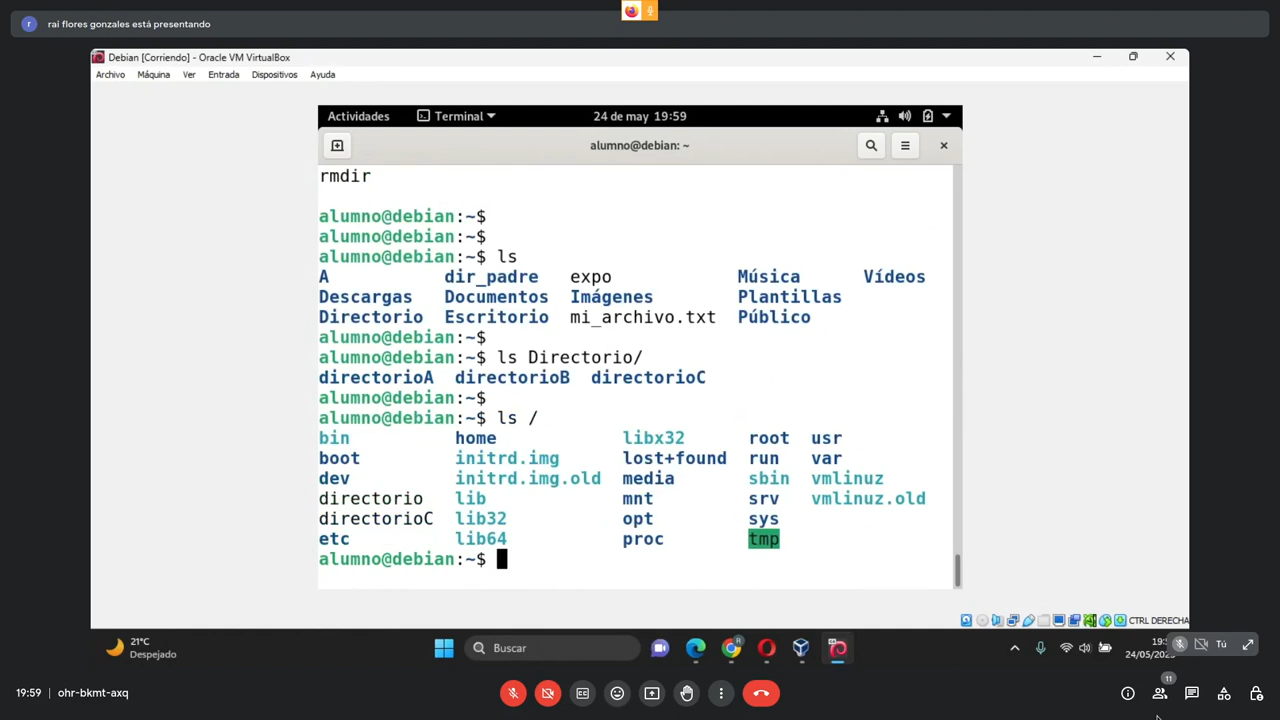 r rai flores gonzales está presentando
Debian [Corriendo] - Oracle VM VirtualBox
Archivo Máquina Ver Entrada Dispositivos Ayuda
Actividades Terminal 24 de may 19:59
alumno@debian: ~
rmdir
alumno@debian:~$
alumno@debian:~$
alumno@debian:~$ ls
A dir_padre expo Música Vídeos
Descargas Documentos Imágenes Plantillas
Directorio Escritorio mi_archivo.txt Público
alumno@debian:~$
alumno@debian:~$ ls Directorio/
directorioA directorioB directorioC
alumno@debian:~$
alumno@debian:~$ ls /
bin home libx32 root usr
boot initrd.img lost+found run var
dev initrd.img.old media sbin vmlinuz
directorio lib mnt srv vmlinuz.old
directorioC lib32 opt sys
etc lib64 proc tmp
alumno@debian:~$
CTRL DERECHA
21°C
Despejado
Buscar
Tú
19:59 ohr-bkmt-axq
11